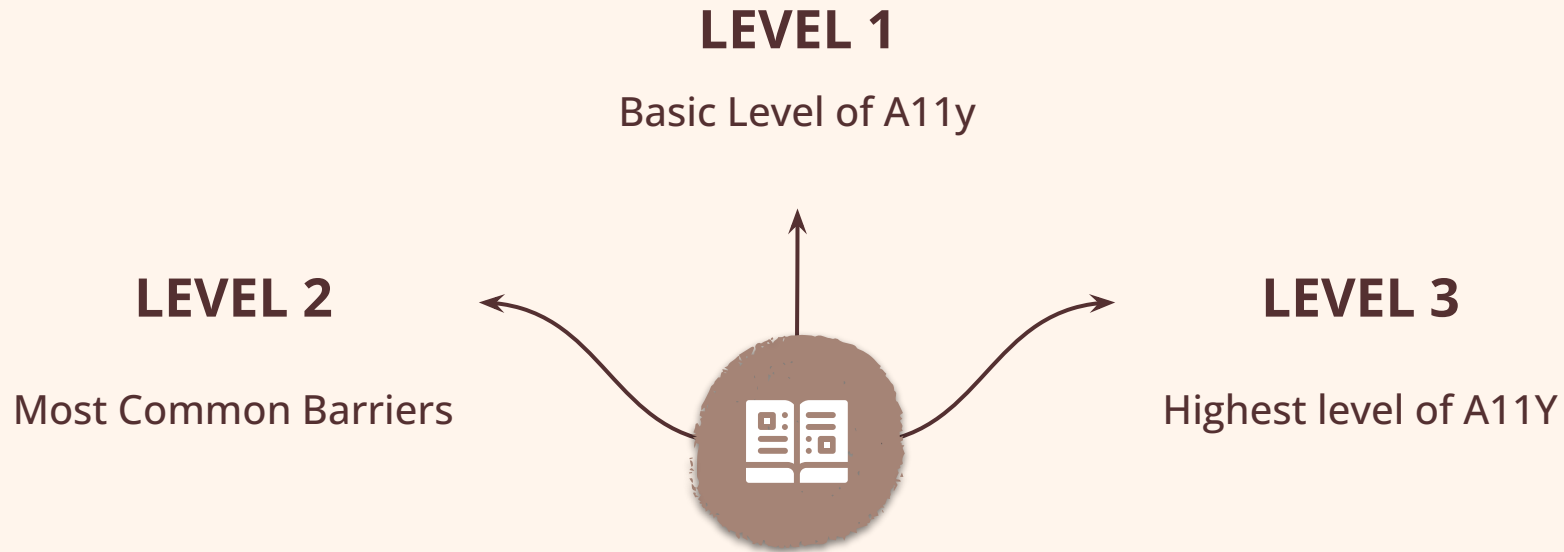 LEVEL 1
Basic Level of A11y
LEVEL 2
Most Common Barriers
LEVEL 3
Highest level of A11Y